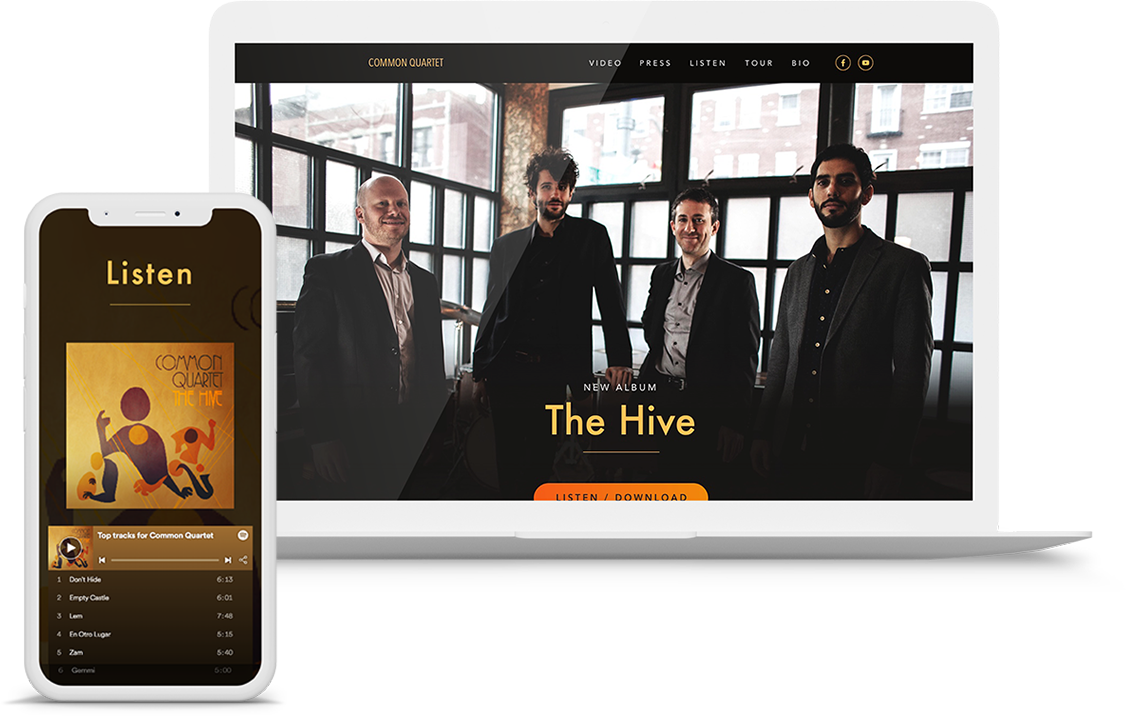 COMMON QUARTET
VIDEO PRESS LISTEN TOUR BIO
NEW ALBUM
The Hive
LISTEN / DOWNLOAD
Listen
COMMON
QUARTET
THE HIVE
Top tracks for Common Quartet
1 Don't Hide 6:13
2 Empty Castle 6:01
3 Lem 7:48
4 En Otro Lugar 5:15
5 Zam 5:40
6 Gemmi 5:00